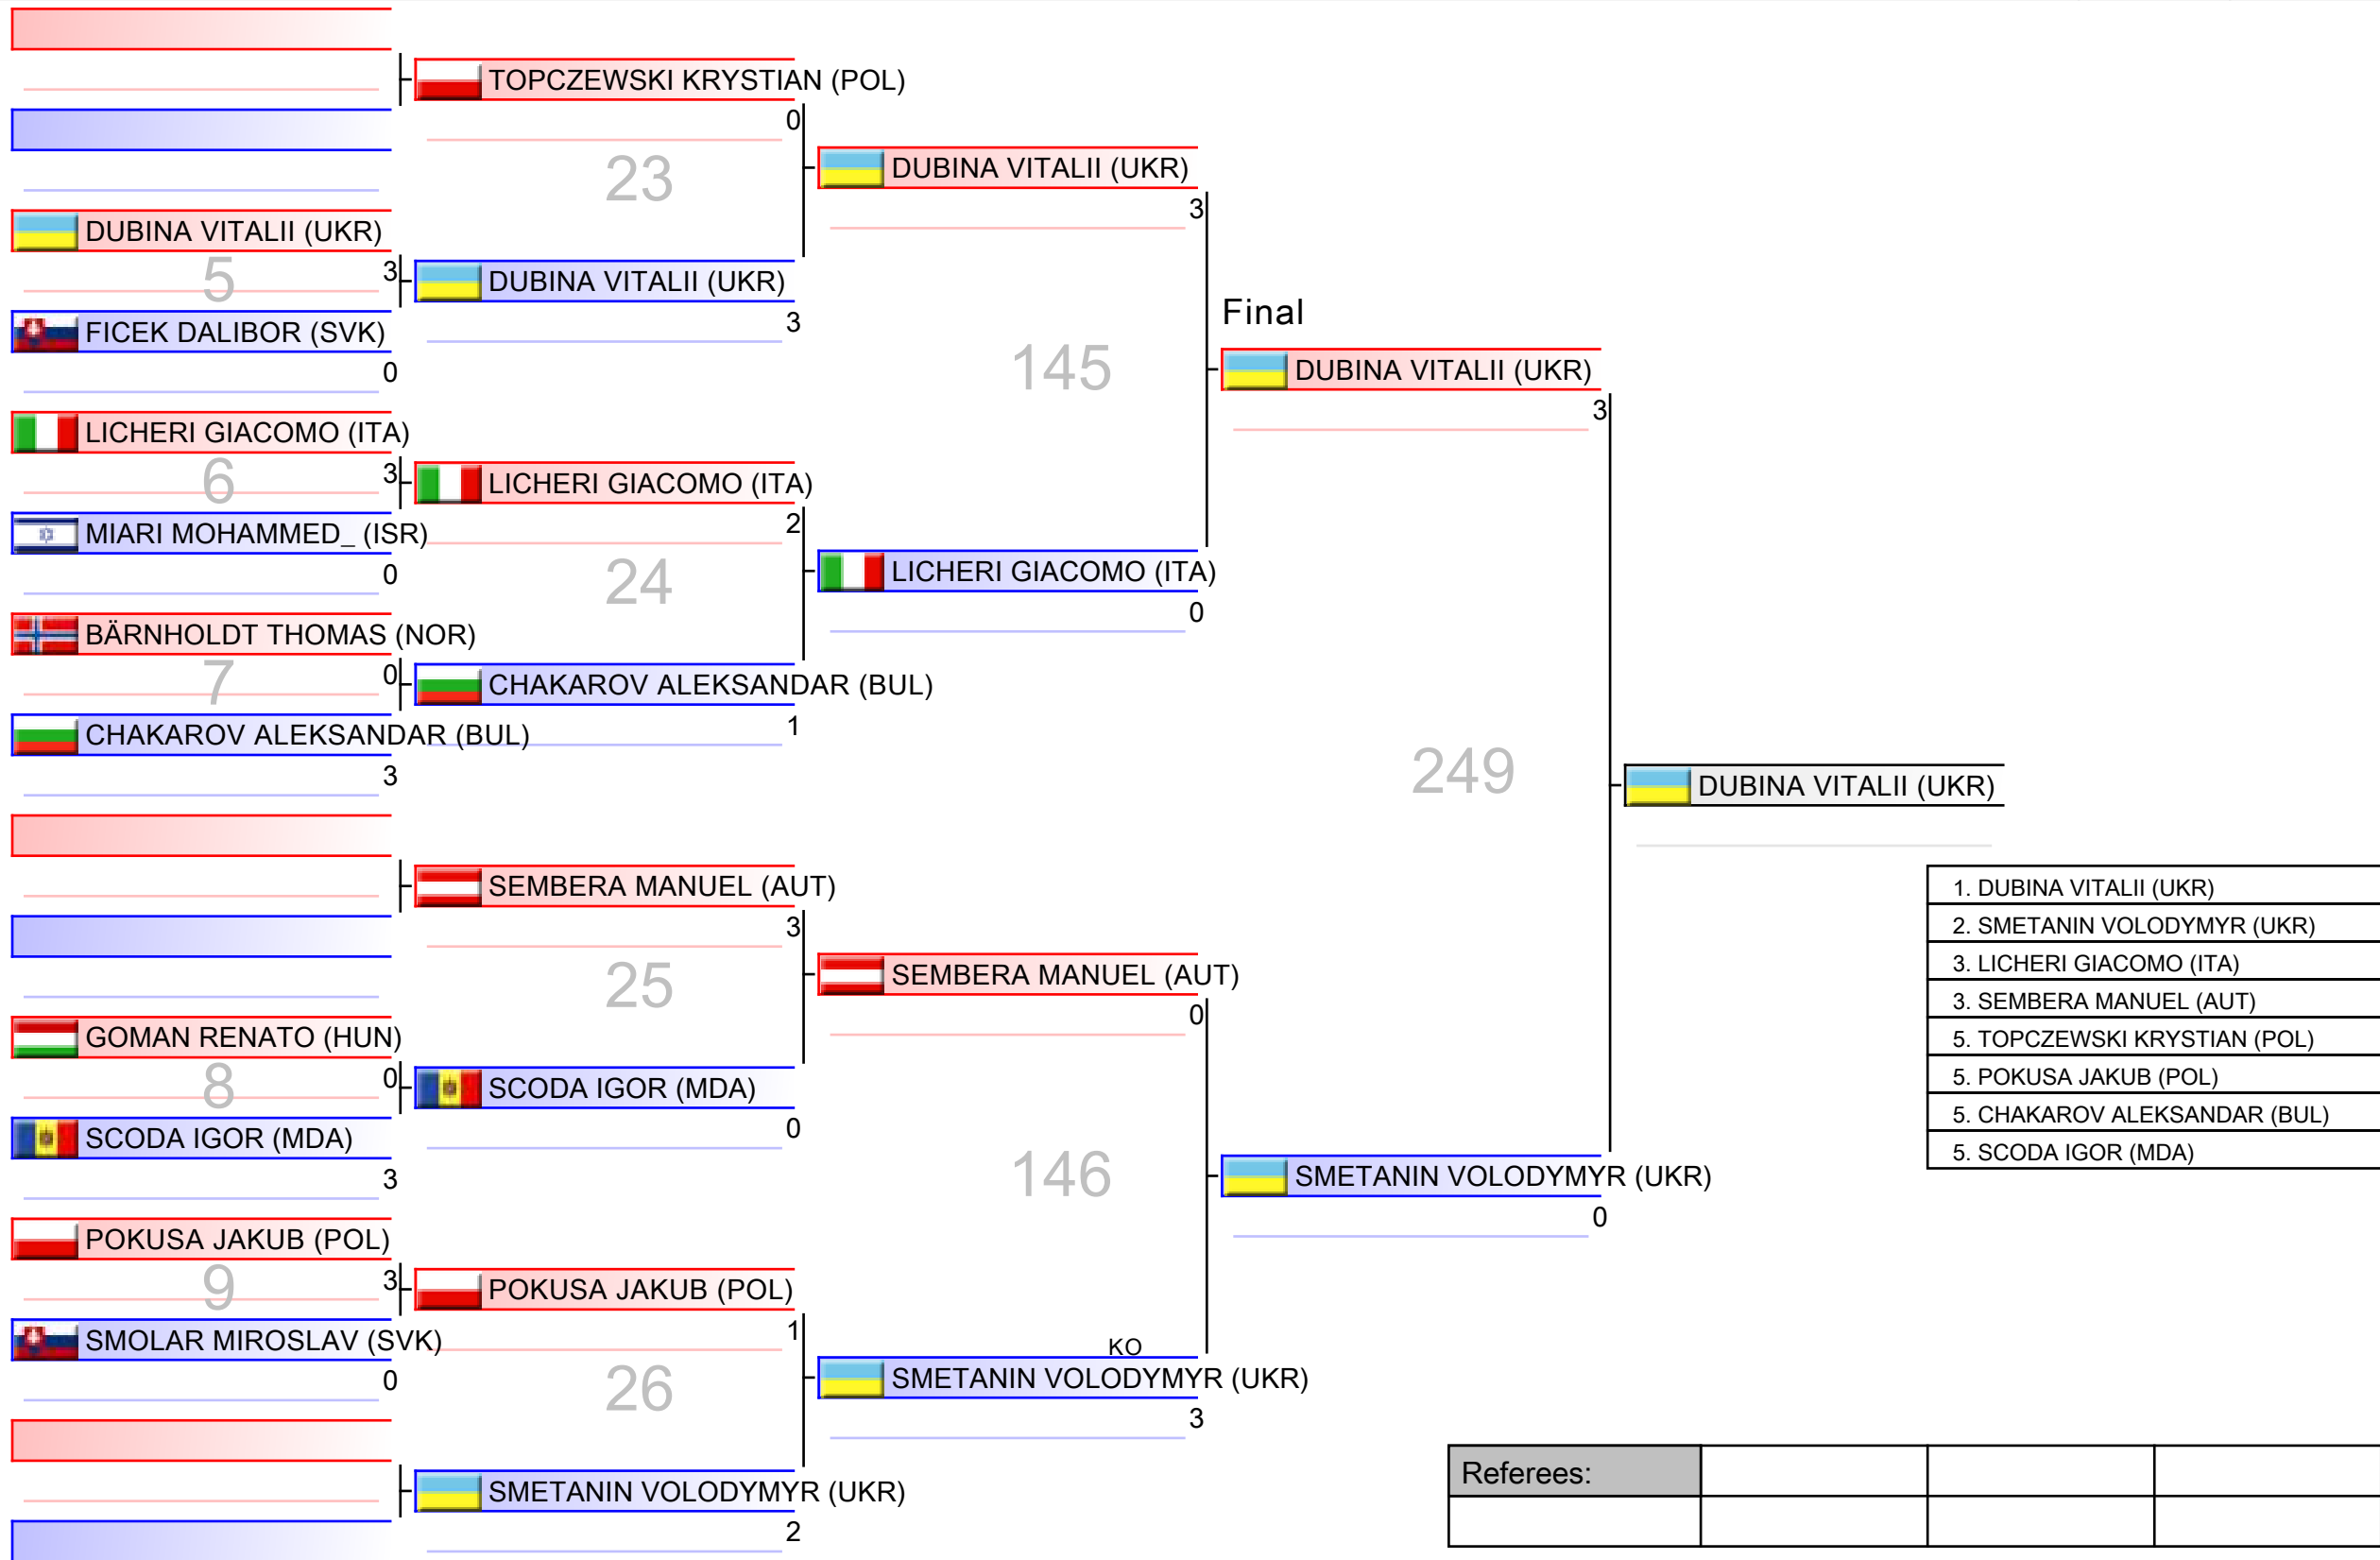 TOPCZEWSKI KRYSTIAN (POL)
0
23
DUBINA VITALII (UKR)
3
DUBINA VITALII (UKR)
5
3
DUBINA VITALII (UKR)
3
FICEK DALIBOR (SVK)
0
Final
145
DUBINA VITALII (UKR)
3
LICHERI GIACOMO (ITA)
6
3
LICHERI GIACOMO (ITA)
2
MIARI MOHAMMED_ (ISR)
0
24
LICHERI GIACOMO (ITA)
0
BÄRNHOLDT THOMAS (NOR)
7
0
CHAKAROV ALEKSANDAR (BUL)
1
CHAKAROV ALEKSANDAR (BUL)
3
249
DUBINA VITALII (UKR)
SEMBERA MANUEL (AUT)
3
25
SEMBERA MANUEL (AUT)
0
GOMAN RENATO (HUN)
8
0
SCODA IGOR (MDA)
0
SCODA IGOR (MDA)
3
146
SMETANIN VOLODYMYR (UKR)
0
POKUSA JAKUB (POL)
9
3
POKUSA JAKUB (POL)
1
SMOLAR MIROSLAV (SVK)
0
26
KO
SMETANIN VOLODYMYR (UKR)
3
SMETANIN VOLODYMYR (UKR)
2
1. DUBINA VITALII (UKR)
2. SMETANIN VOLODYMYR (UKR)
3. LICHERI GIACOMO (ITA)
3. SEMBERA MANUEL (AUT)
5. TOPCZEWSKI KRYSTIAN (POL)
5. POKUSA JAKUB (POL)
5. CHAKAROV ALEKSANDAR (BUL)
5. SCODA IGOR (MDA)
Referees: